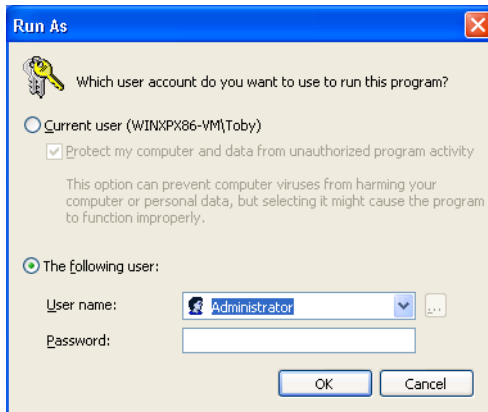 Run As
Which user account do you want to use to run this program?
Current user (WINXPX86-VM\Toby)
Protect my computer and data from unauthorized program activity
This option can prevent computer viruses from harming your
computer or personal data, but selecting it might cause the program
to function improperly.
The following user:
User name:
Administrator
...
Password:
OK
Cancel